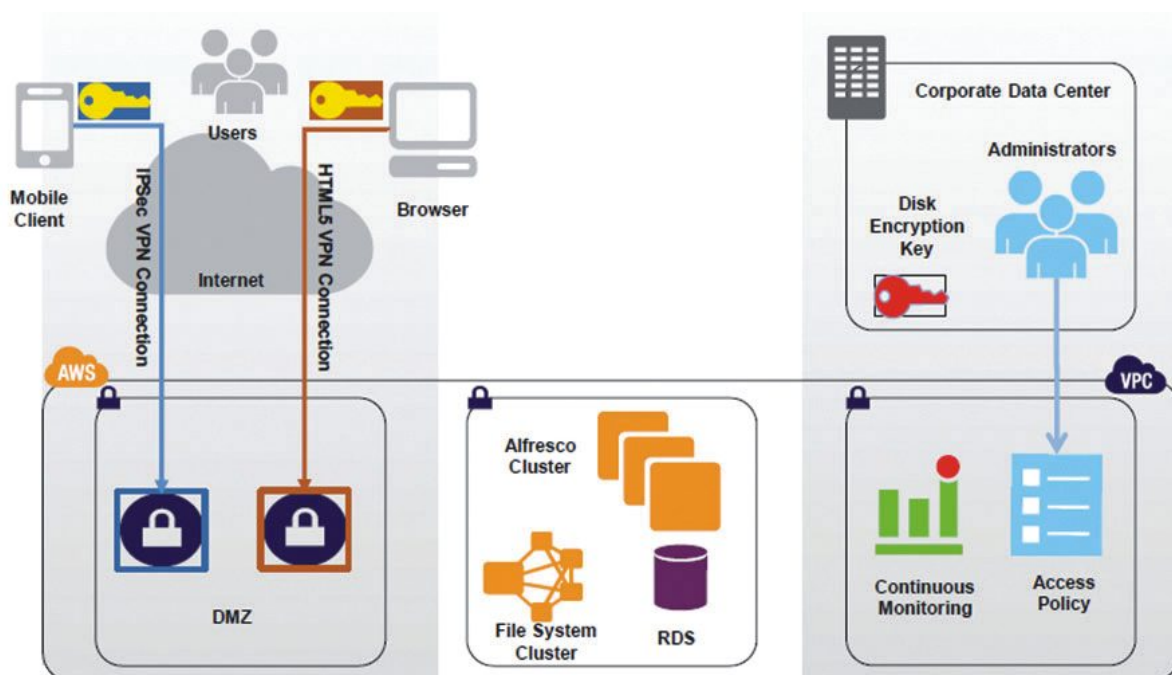 Users
Mobile
Client
IPSec VPN Connection
HTML5 VPN Connection
Browser
Internet
Corporate Data Center
Administrators
Disk
Encryption
Key
AWS
VPC
DMZ
Alfresco
Cluster
File System
Cluster
RDS
Continuous
Monitoring
Access
Policy